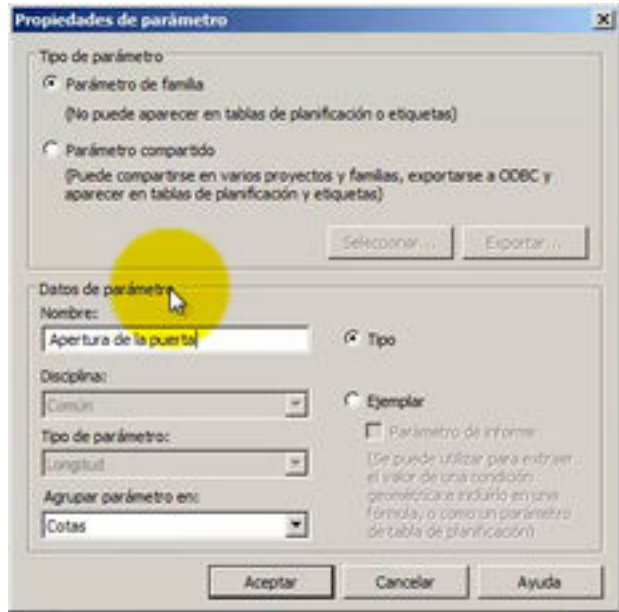 Propiedades de parámetro
Tipo de parámetro
Parámetro de familia
(No puede aparecer en tablas de planificación o etiquetas)
Parámetro compartido
(Puede compartirse en varios proyectos y familias, exportarse a ODBC y
aparecer en tablas de planificación y etiquetas)
Seleccionar...
Exportar...
Datos de parámetro
Nombre:
Apertura de la puerta
Tipo
Disciplina:
Común
Ejemplar
Parámetro de informe
Tipo de parámetro:
Longitud
(Se puede utilizar para extraer
el valor de una condición
geométrica e incluirlo en una
fórmula, o como un parámetro
de tabla de planificación)
Agrupar parámetro en:
Cotas
Aceptar
Cancelar
Ayuda